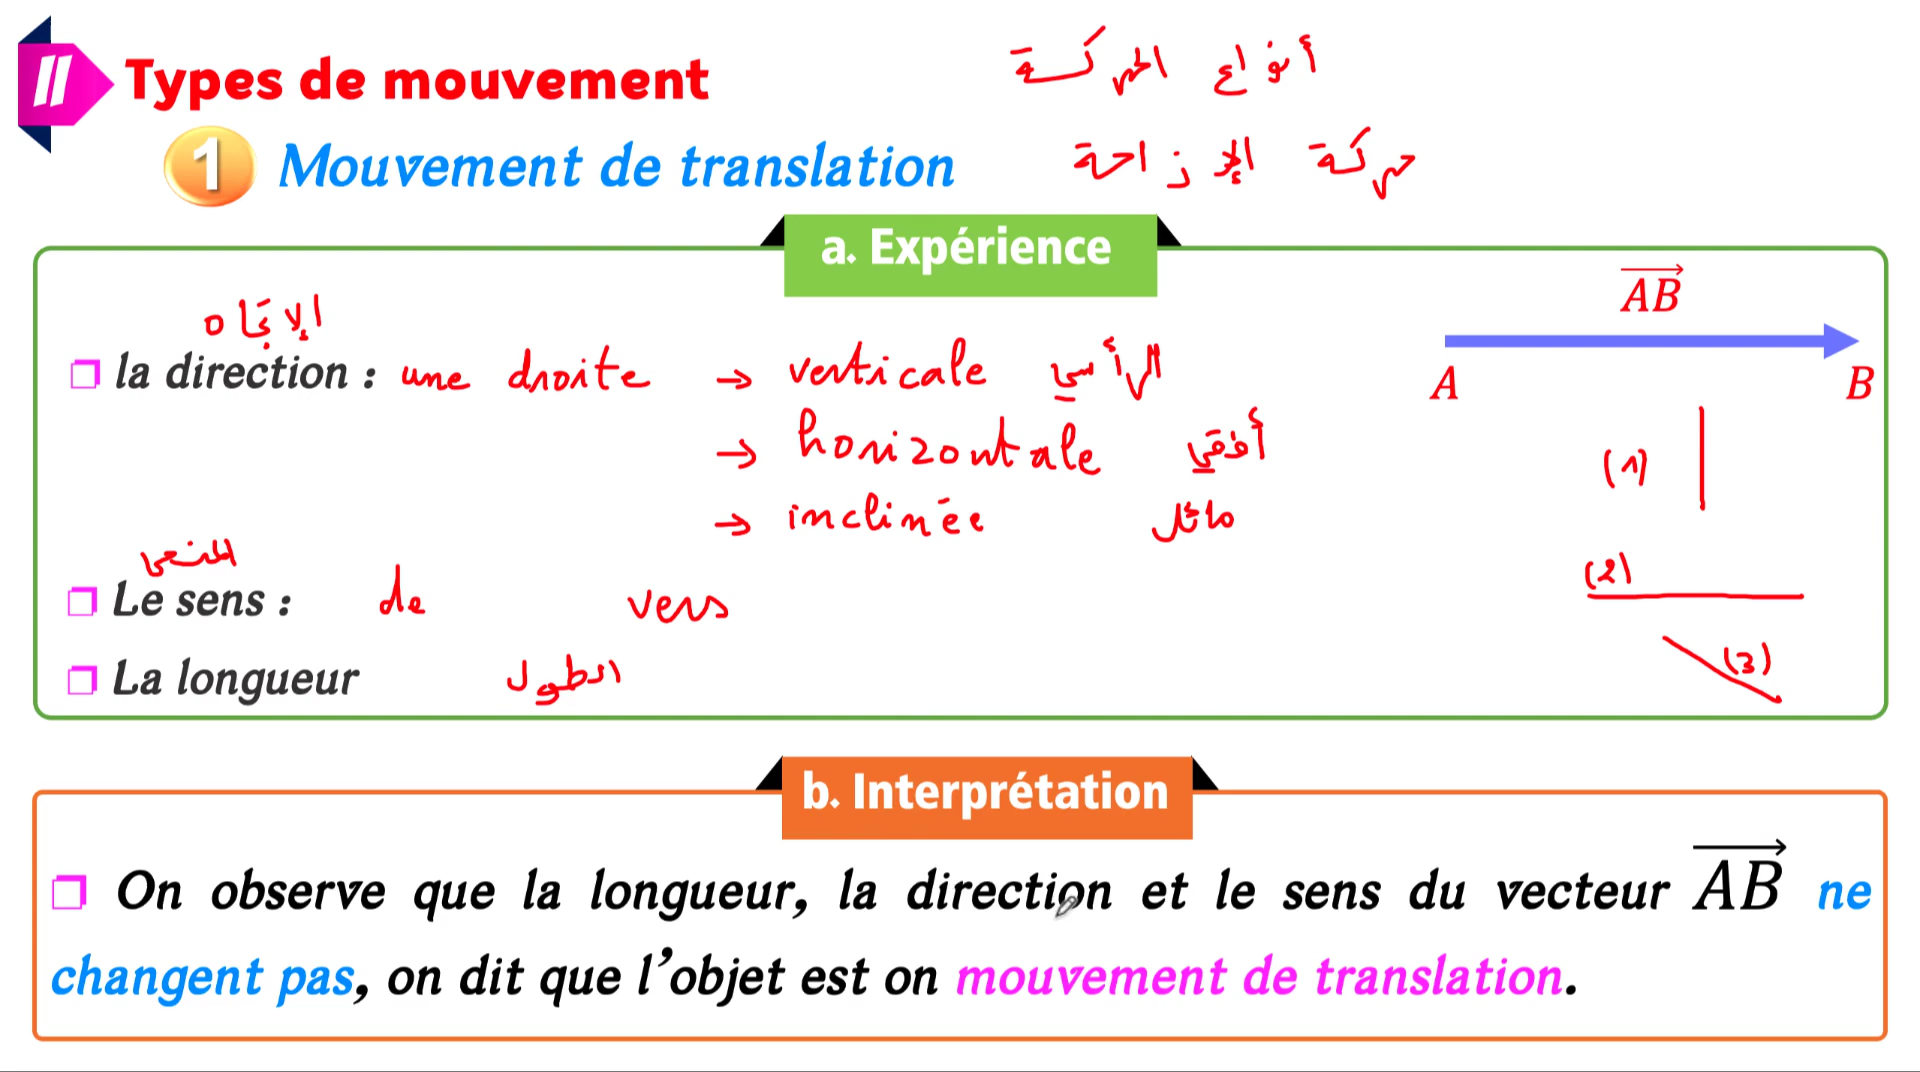 II Types de mouvement أنواع الحركة
1 Mouvement de translation حركة الإزاحة
a. Expérience
AB
الإتجاه
la direction : une droite → verticale الرأسي
A B
→ horizontale أفقي
(1)
→ inclinée مائل
المنحى
(2)
Le sens : de vers
(3)
La longueur الطول
b. Interprétation
On observe que la longueur, la direction et le sens du vecteur AB ne
changent pas, on dit que l'objet est on mouvement de translation.